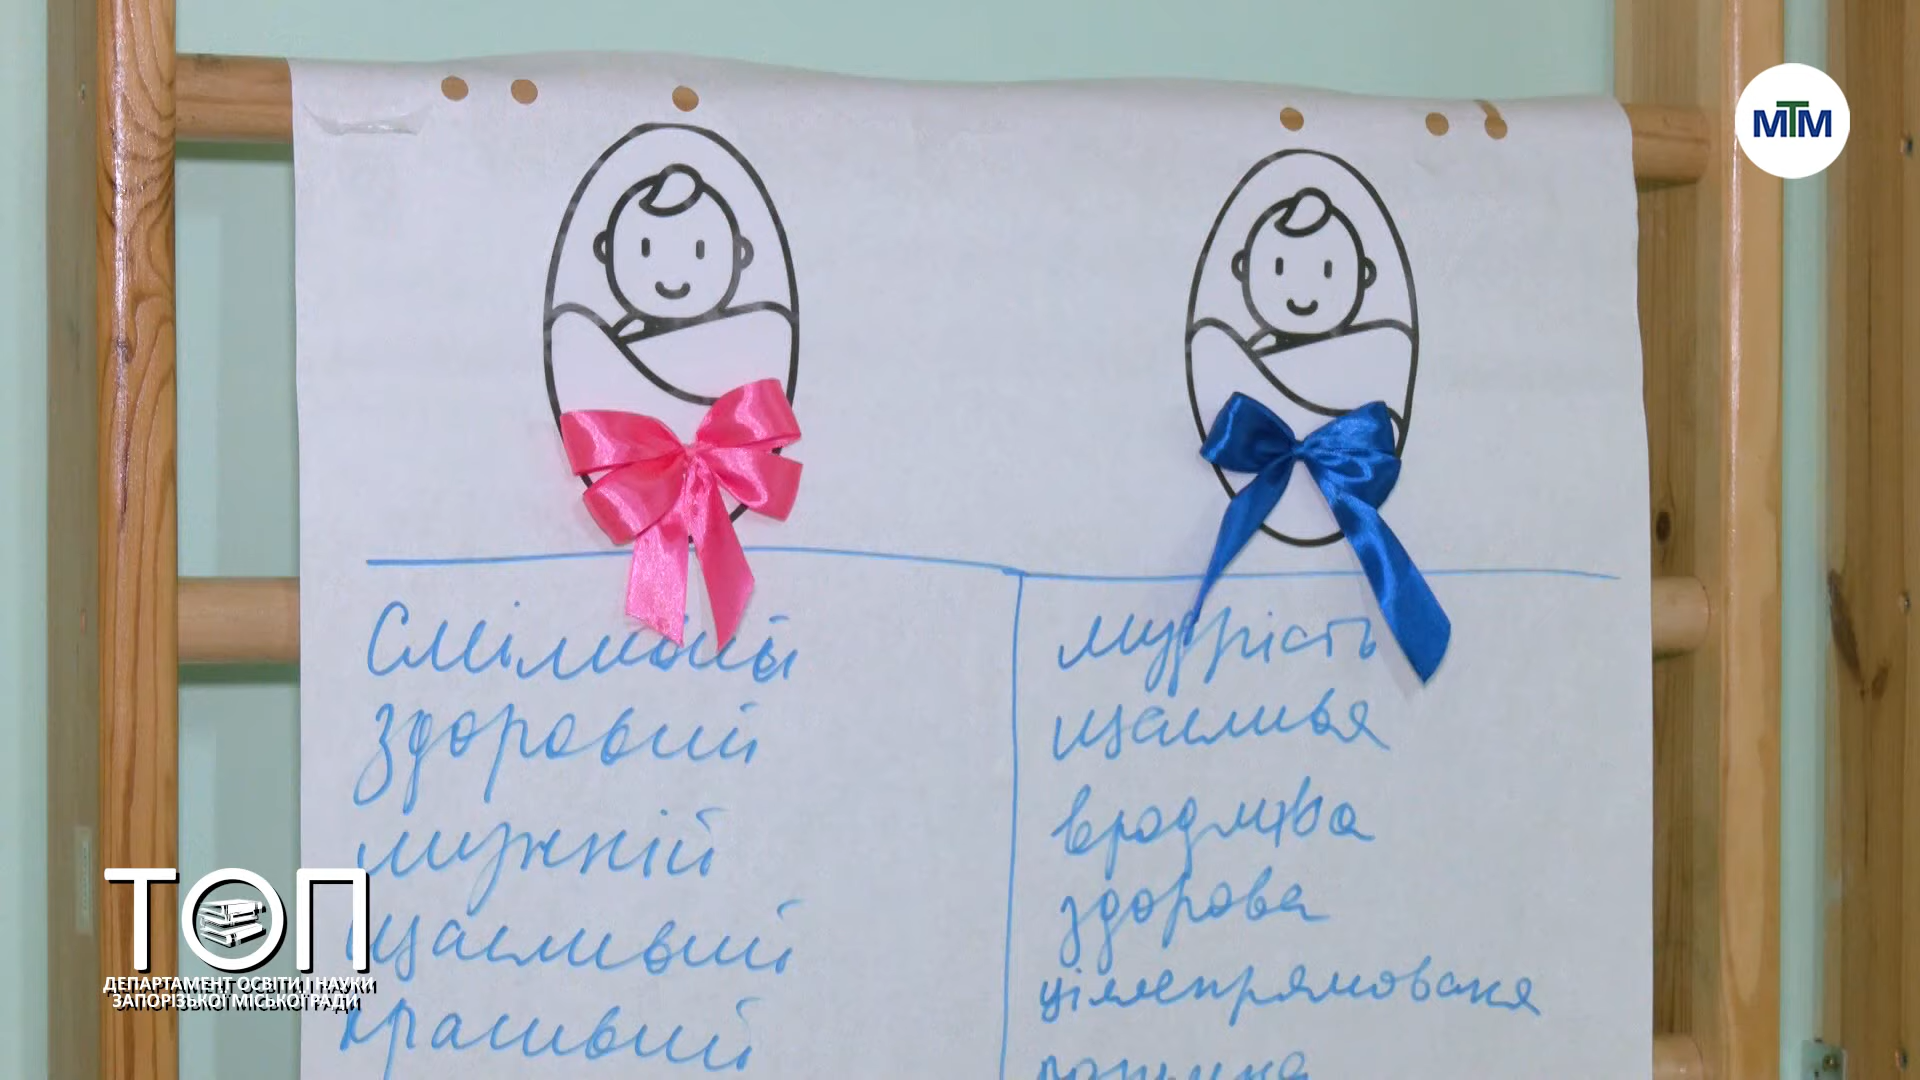 МТМ
Сміливий
здоровий
мужній
щасливий
красивий
мудрість
щаслива
вродлива
здорова
цілеспрямована
ТОП
ДЕПАРТАМЕНТ ОСВІТИ І НАУКИ
ЗАПОРІЗЬКОЇ МІСЬКОЇ РАДИ